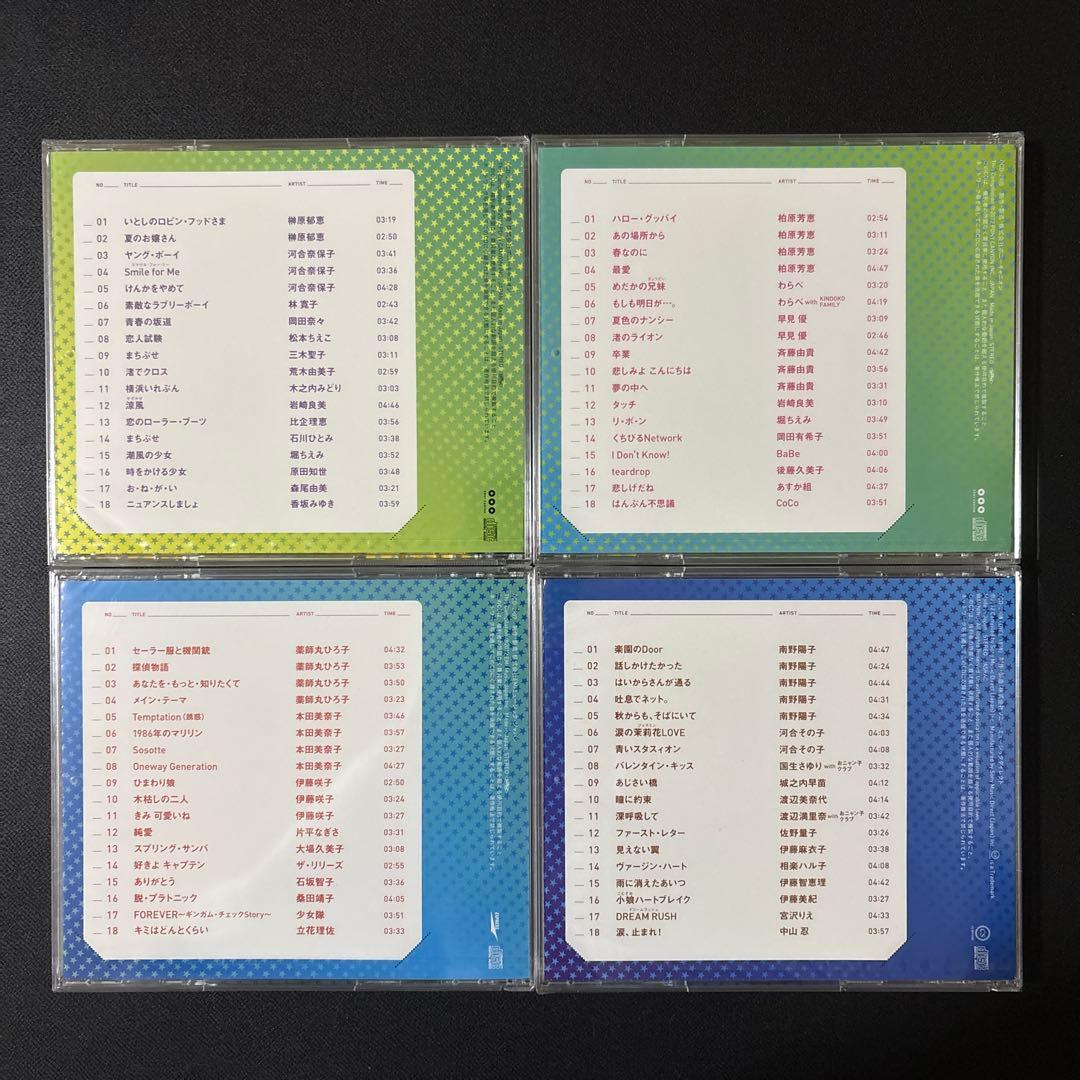 NO. TITLE ARTIST TIME
01 いとしのロビン・フッドさま 榊原郁恵 03:19
02 夏のお嬢さん 榊原郁恵 02:50
03 ヤング・ボーイ 河合奈保子 03:41
04 Smile for Me 河合奈保子 03:36
05 けんかをやめて 河合奈保子 04:28
06 素敵なラブリーボーイ 林 寛子 02:43
07 青春の坂道 岡田奈々 03:42
08 恋人試験 松本ちえこ 03:08
09 まちぶせ 三木聖子 03:11
10 渚でクロス 荒木由美子 02:59
11 横浜いれぶん 木之内みどり 03:03
12 涼風 岩崎良美 04:46
13 恋のローラー・ブーツ 比企理恵 03:56
14 まちぶせ 石川ひとみ 03:38
15 潮風の少女 堀ちえみ 03:52
16 時をかける少女 原田知世 03:48
17 お・ね・が・い 森尾由美 03:21
18 ニュアンスしましょ 香坂みゆき 03:59
NO. TITLE ARTIST TIME
01 ハロー・グッバイ 柏原芳恵 02:54
02 あの場所から 柏原芳恵 03:11
03 春なのに 柏原芳恵 03:24
04 最愛 柏原芳恵 04:47
05 めだかの兄妹 わらべ 03:20
06 もしも明日が…。 わらべ with KINDOKO FAMILY 04:19
07 夏色のナンシー 早見 優 03:09
08 渚のライオン 早見 優 02:46
09 卒業 斉藤由貴 04:42
10 悲しみよ こんにちは 斉藤由貴 03:56
11 夢の中へ 斉藤由貴 03:31
12 タッチ 岩崎良美 03:10
13 リ・ボ・ン 堀ちえみ 03:49
14 くちびるNetwork 岡田有希子 03:51
15 I Don't Know! BaBe 04:00
16 teardrop 後藤久美子 04:06
17 悲しげだね あすか組 04:37
18 はんぶん不思議 CoCo 03:51
NO. TITLE ARTIST TIME
01 セーラー服と機関銃 薬師丸ひろ子 04:32
02 探偵物語 薬師丸ひろ子 03:53
03 あなたを・もっと・知りたくて 薬師丸ひろ子 03:50
04 メイン・テーマ 薬師丸ひろ子 03:23
05 Temptation(誘惑) 本田美奈子 03:46
06 1986年のマリリン 本田美奈子 03:57
07 Sosotte 本田美奈子 03:27
08 Oneway Generation 本田美奈子 04:27
09 ひまわり娘 伊藤咲子 02:50
10 木枯しの二人 伊藤咲子 03:24
11 きみ 可愛いね 伊藤咲子 03:27
12 純愛 片平なぎさ 03:31
13 スプリング・サンバ 大場久美子 03:08
14 好きよ キャプテン ザ・リリーズ 02:55
15 ありがとう 石坂智子 03:36
16 脱・プラトニック 桑田靖子 04:05
17 FOREVER〜ギンガム・チェックStory〜 少女隊 03:51
18 キミはどんとくらい 立花理佐 03:33
NO. TITLE ARTIST TIME
01 楽園のDoor 南野陽子 04:47
02 話しかけたかった 南野陽子 04:24
03 はいからさんが通る 南野陽子 04:44
04 吐息でネット。 南野陽子 04:31
05 秋からも、そばにいて 南野陽子 04:34
06 涙の茉莉花LOVE 河合その子 04:03
07 青いスタスィオン 河合その子 04:08
08 バレンタイン・キッス 国生さゆり with おニャン子クラブ 03:32
09 あじさい橋 城之内早苗 04:12
10 瞳に約束 渡辺美奈代 04:14
11 深呼吸して 渡辺満里奈 with おニャン子クラブ 03:42
12 ファースト・レター 佐野量子 03:26
13 見えない翼 伊藤麻衣子 03:38
14 ヴァージン・ハート 相楽ハル子 04:08
15 雨に消えたあいつ 伊藤智恵理 04:42
16 小娘ハートブレイク 伊藤美紀 03:27
17 DREAM RUSH 宮沢りえ 04:33
18 涙、止まれ! 中山 忍 03:57